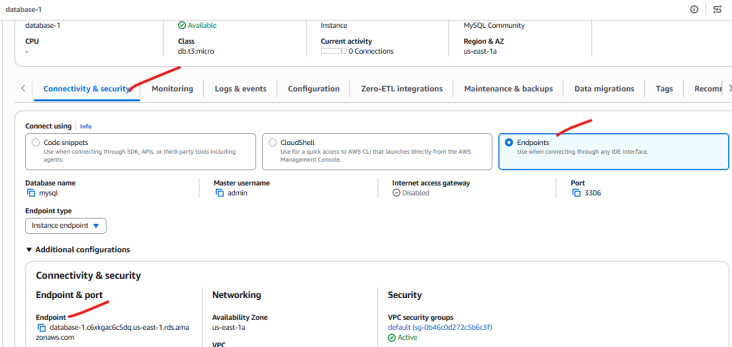 database-1
database-1 Available Instance MySQL Community
CPU Class Current activity Region & AZ
- db.t3.micro 0 Connections us-east-1a
Connectivity & security Monitoring Logs & events Configuration Zero-ETL integrations Maintenance & backups Data migrations Tags Recomm
Connect using Info
Code snippets CloudShell Endpoints
Use when connecting through SDK, APIs, or third-party tools including Use for a quick access to AWS CLI that launches directly from the AWS Use when connecting through any IDE interface.
agents. Management Console.
Database name Master username Internet access gateway Port
mysql admin Disabled 3306
Endpoint type
Instance endpoint
Additional configurations
Connectivity & security
Endpoint & port Networking Security
Endpoint Availability Zone VPC security groups
database-1.c6xkgac6c5dq.us-east-1.rds.ama us-east-1a default (sg-0b46c0d272c5b6c3f)
zonaws.com Active
VPC